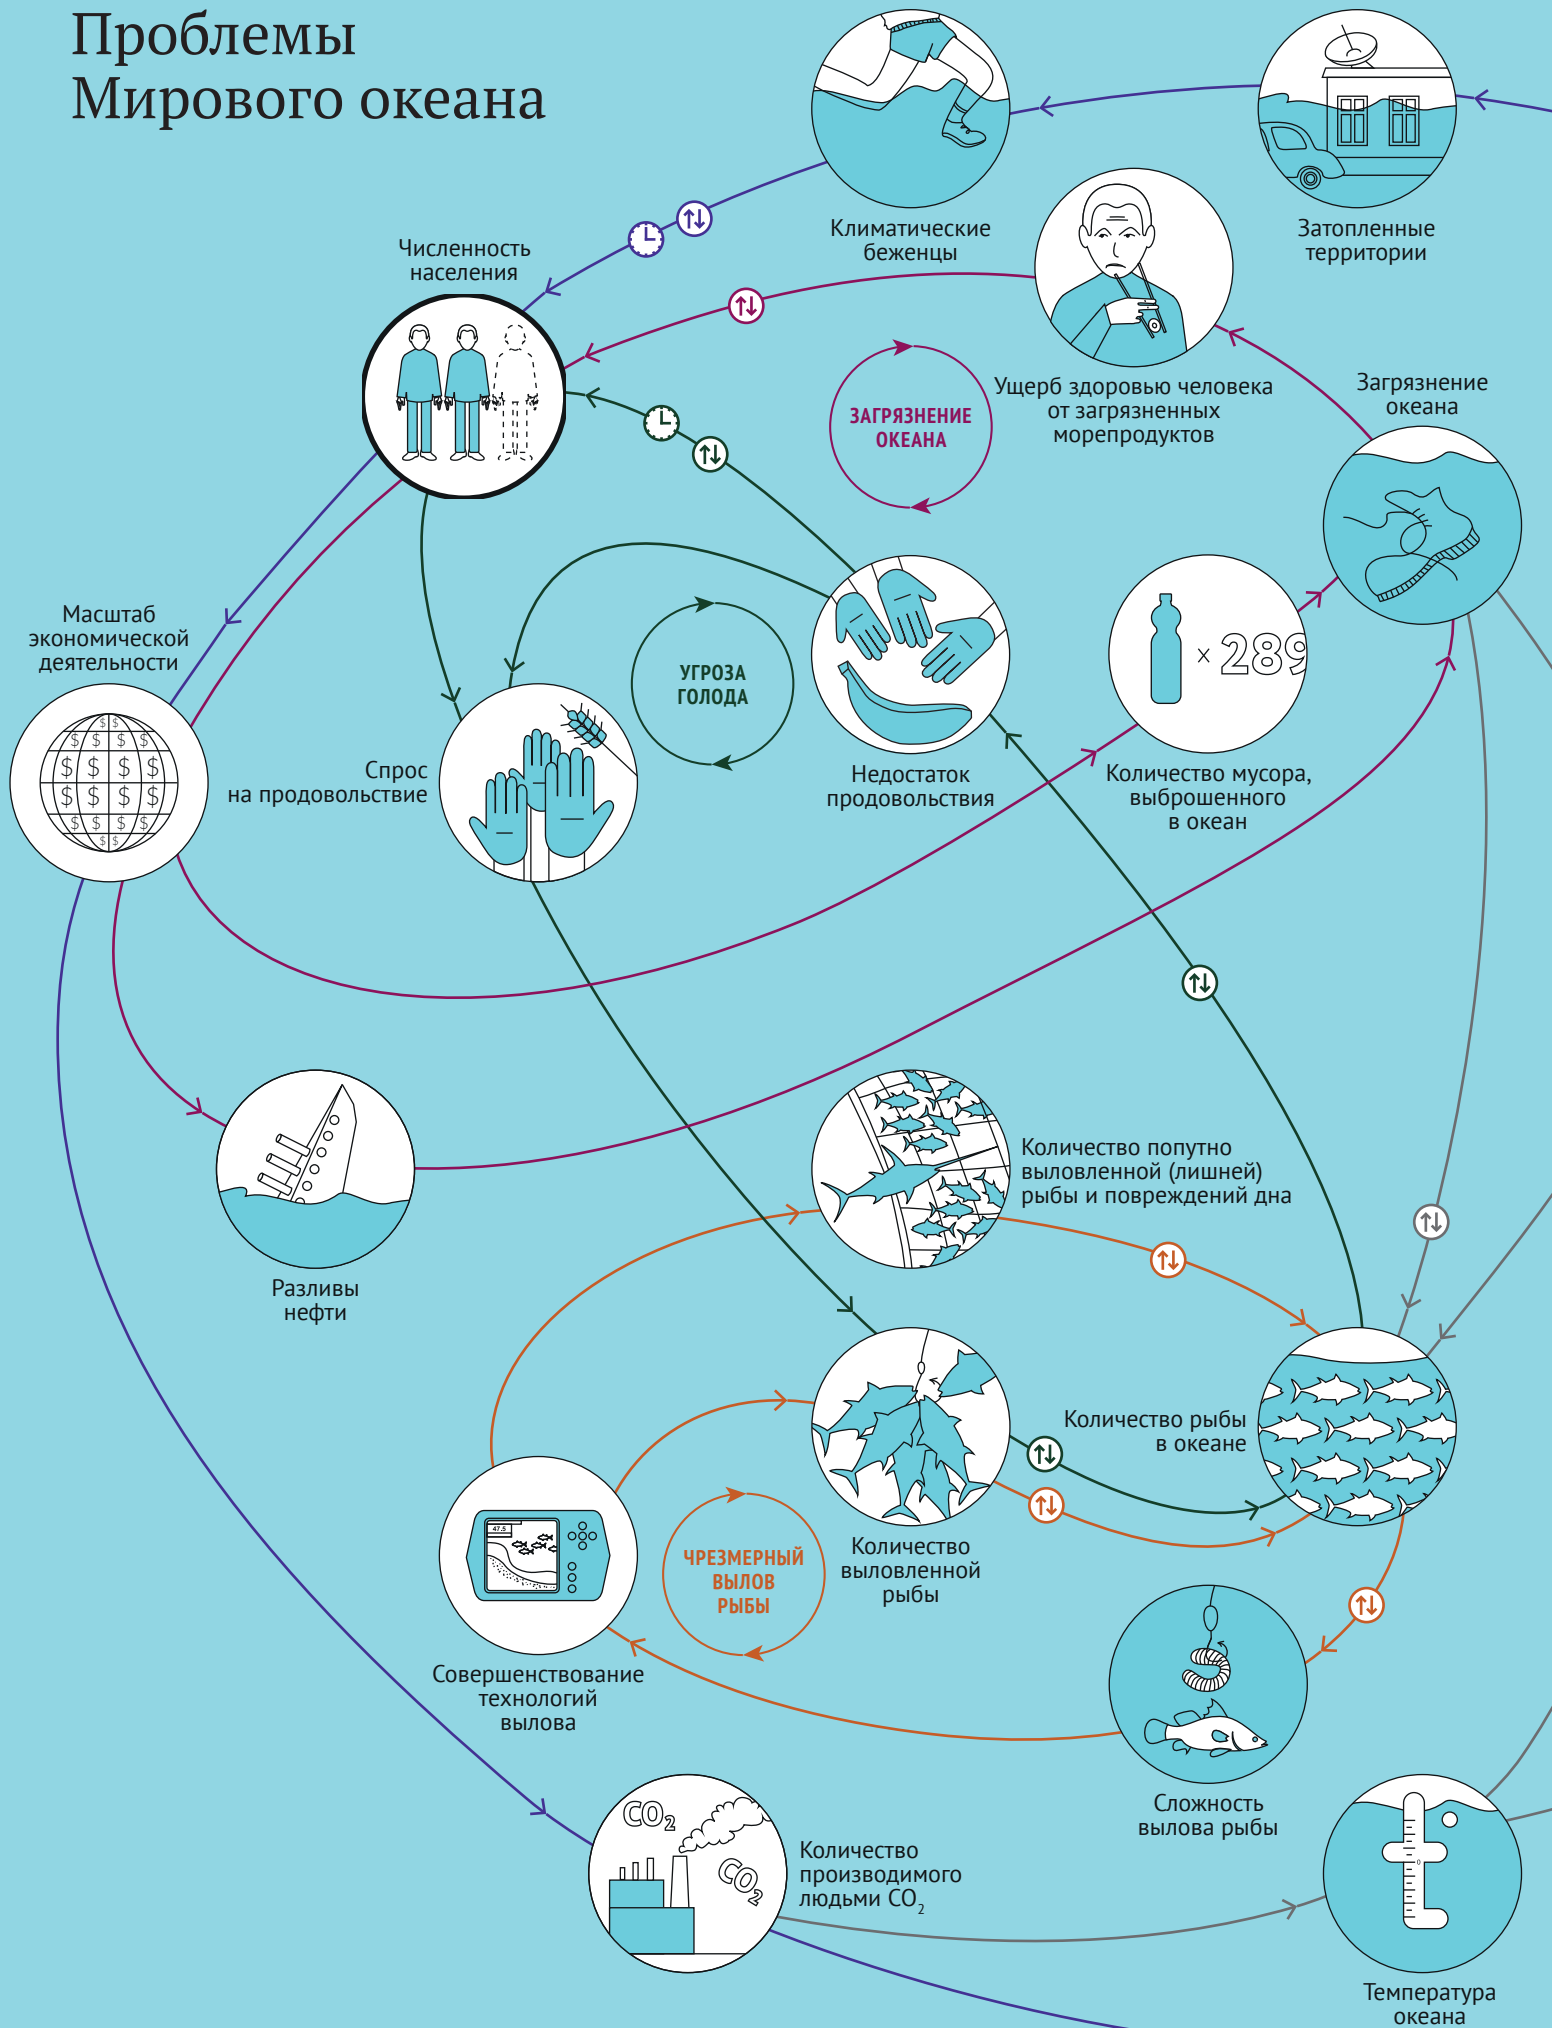 Проблемы
Мирового океана
Климатические
беженцы
Затопленные
территории
Численность
населения
Ущерб здоровью человека
от загрязненных
морепродуктов
Загрязнение
океана
ЗАГРЯЗНЕНИЕ
ОКЕАНА
Масштаб
экономической
деятельности
$ $
$ $ $ $
$ $ $ $
$ $ $ $
$ $ $ $
$ $
УГРОЗА
ГОЛОДА
× 289
Спрос
на продовольствие
Недостаток
продовольствия
Количество мусора,
выброшенного
в океан
Количество попутно
выловленной (лишней)
рыбы и повреждений дна
Разливы
нефти
Количество рыбы
в океане
47.5
ЧРЕЗМЕРНЫЙ
ВЫЛОВ
РЫБЫ
Количество
выловленной
рыбы
Совершенствование
технологий
вылова
Сложность
вылова рыбы
CO₂
CO₂
Количество
производимого
людьми CO₂
0
Температура
океана